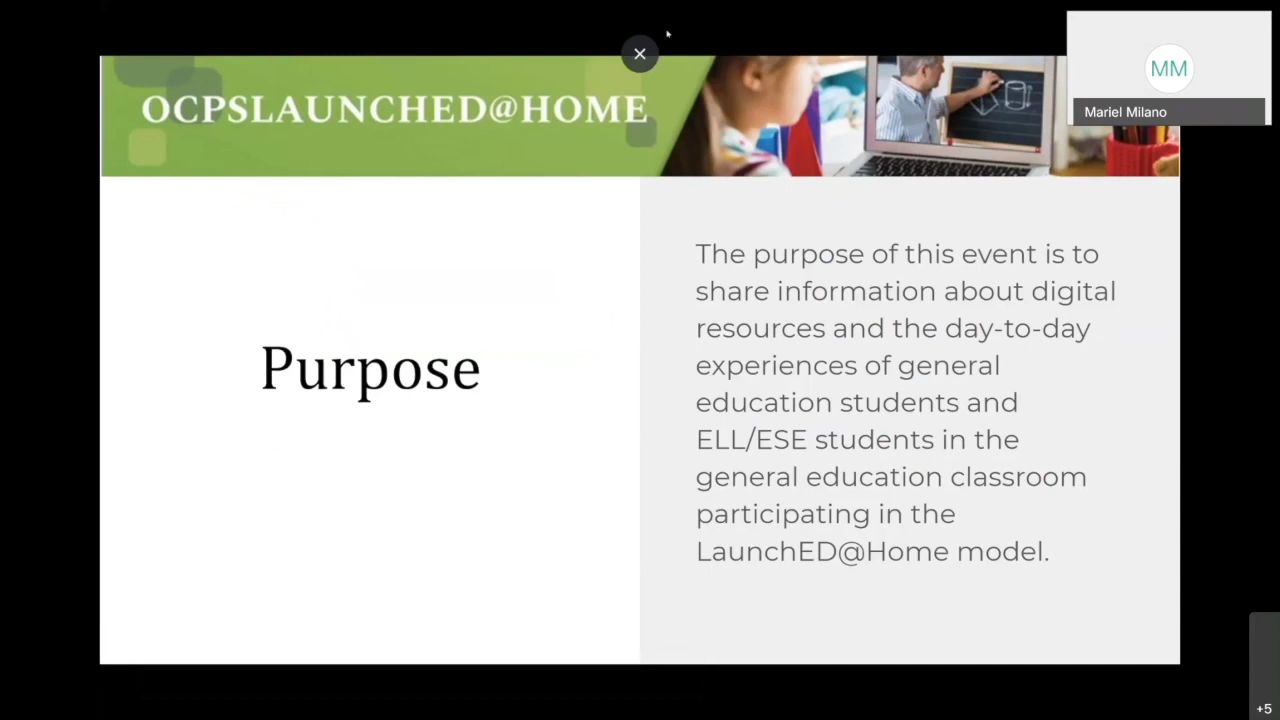 OCPSLAUNCHED@HOME
MM
Mariel Milano
Purpose
The purpose of this event is to
share information about digital
resources and the day-to-day
experiences of general
education students and
ELL/ESE students in the
general education classroom
participating in the
LaunchED@Home model.
+5